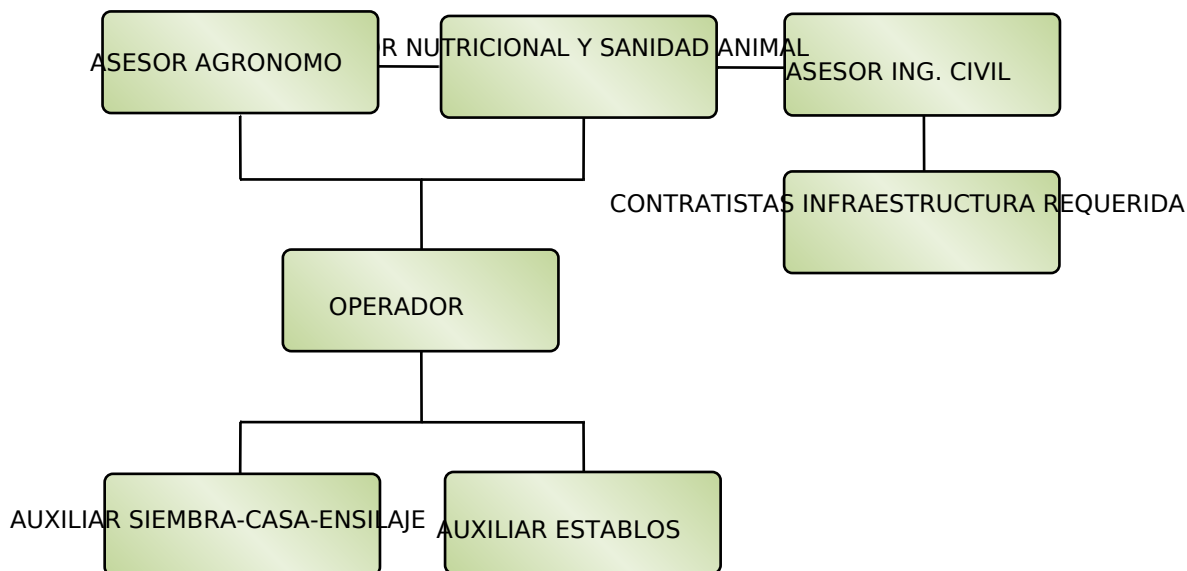 ASESOR AGRONOMO
R NUTRICIONAL Y SANIDAD ANIMAL
ASESOR ING. CIVIL
CONTRATISTAS INFRAESTRUCTURA REQUERIDA
OPERADOR
AUXILIAR SIEMBRA-CASA-ENSILAJE
AUXILIAR ESTABLOS